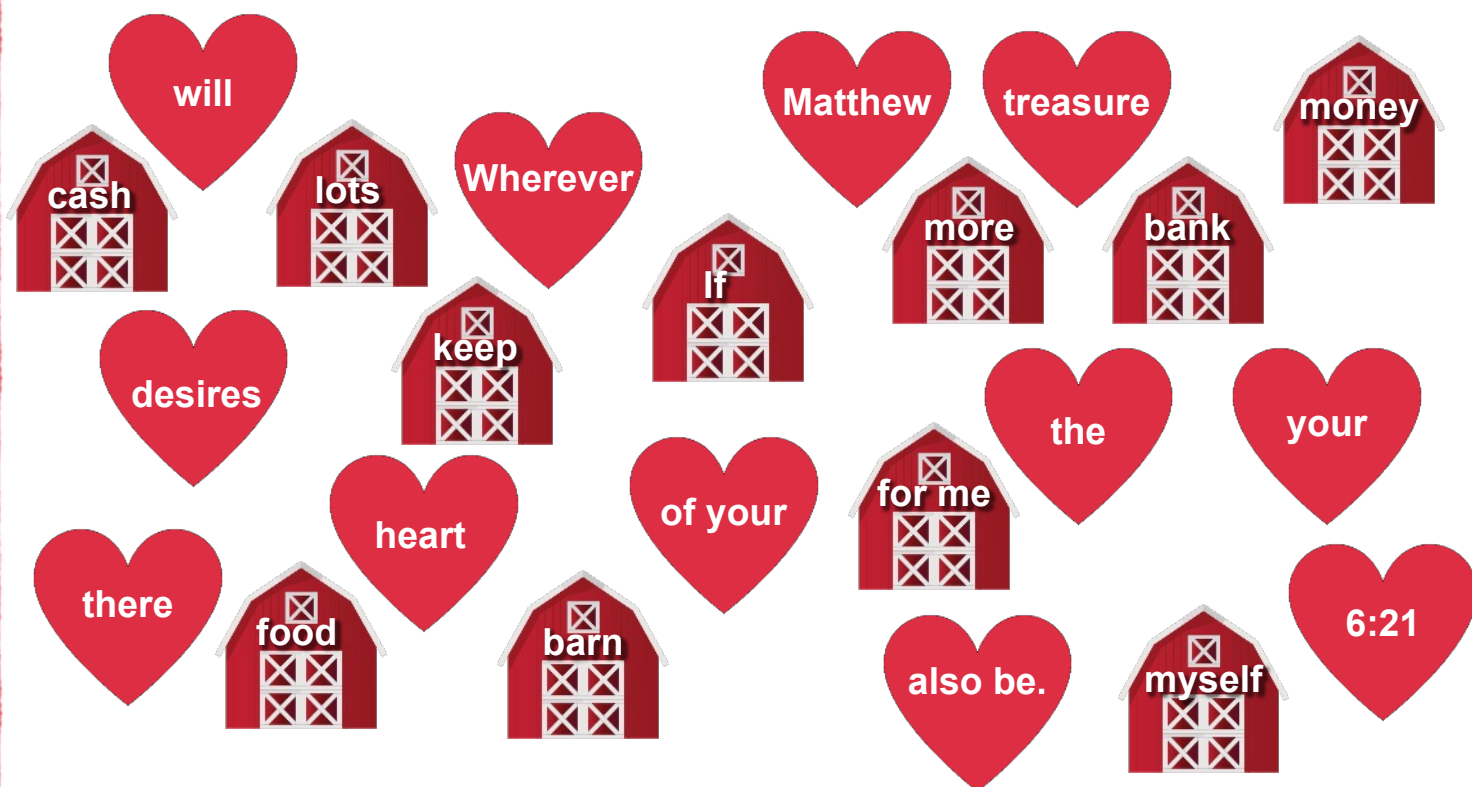 will
Matthew
treasure
money
cash
lots
Wherever
more
bank
If
keep
desires
the
your
for me
heart
of your
there
food
barn
6:21
also be.
myself